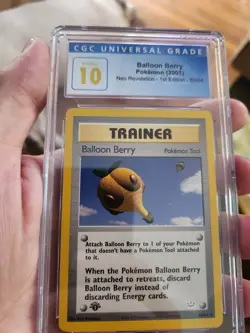 CGC UNIVERSAL GRADE
10
Balloon Berry
Pokémon (2001)
Neo Revelation - 1st Edition - 60/64
TRAINER
Balloon Berry
Pokémon Tool
Attach Balloon Berry to 1 of your Pokémon
that doesn't have a Pokémon Tool attached
to it.
When the Pokémon Balloon Berry
is attached to retreats, discard
Balloon Berry instead of
discarding Energy cards.